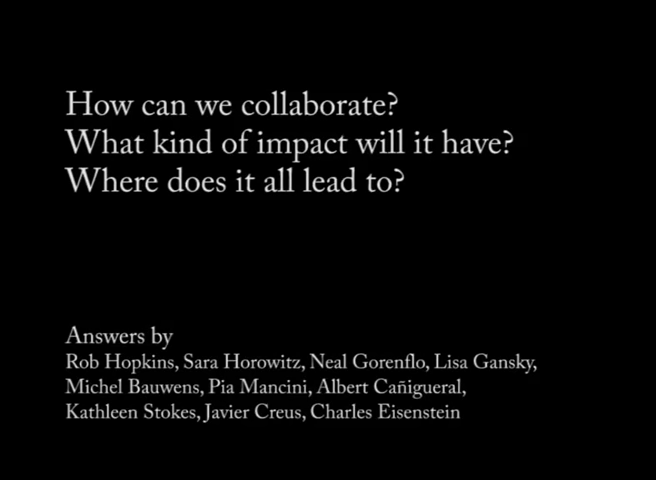 How can we collaborate?
What kind of impact will it have?
Where does it all lead to?
Answers by
Rob Hopkins, Sara Horowitz, Neal Gorenflo, Lisa Gansky,
Michel Bauwens, Pia Mancini, Albert Cañigueral,
Kathleen Stokes, Javier Creus, Charles Eisenstein